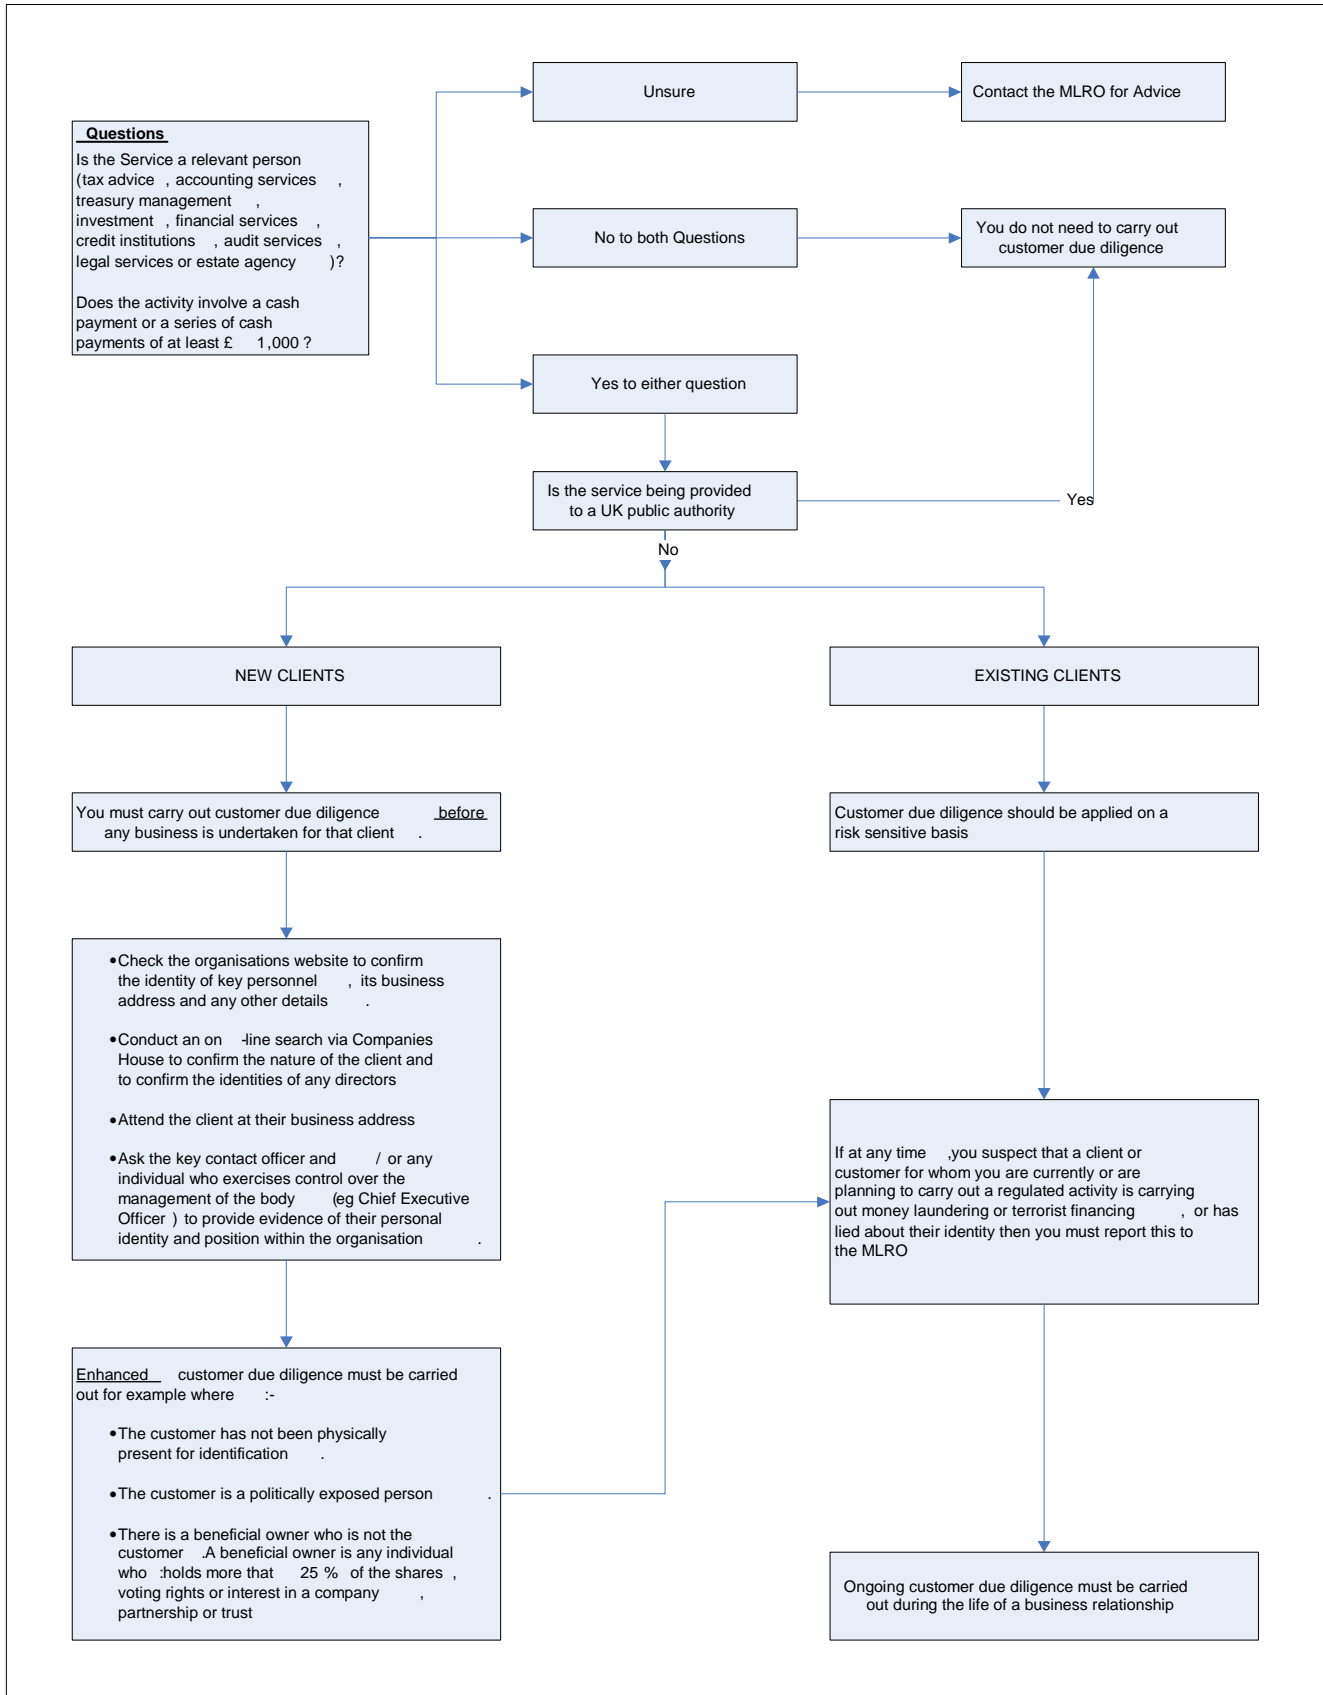 Unsure
Contact the MLRO for Advice
Questions
Is the Service a relevant person
(tax advice , accounting services ,
treasury management ,
investment , financial services ,
credit institutions , audit services ,
legal services or estate agency )?
Does the activity involve a cash
payment or a series of cash
payments of at least £ 1,000 ?
No to both Questions
You do not need to carry out
customer due diligence
Yes to either question
Is the service being provided
to a UK public authority
Yes
No
NEW CLIENTS
EXISTING CLIENTS
You must carry out customer due diligence before
any business is undertaken for that client .
Customer due diligence should be applied on a
risk sensitive basis
•Check the organisations website to confirm
the identity of key personnel , its business
address and any other details .
•Conduct an on -line search via Companies
House to confirm the nature of the client and
to confirm the identities of any directors
•Attend the client at their business address
•Ask the key contact officer and / or any
individual who exercises control over the
management of the body (eg Chief Executive
Officer ) to provide evidence of their personal
identity and position within the organisation .
If at any time ,you suspect that a client or
customer for whom you are currently or are
planning to carry out a regulated activity is carrying
out money laundering or terrorist financing , or has
lied about their identity then you must report this to
the MLRO
Enhanced customer due diligence must be carried
out for example where :-
•The customer has not been physically
present for identification .
•The customer is a politically exposed person .
•There is a beneficial owner who is not the
customer .A beneficial owner is any individual
who :holds more that 25 % of the shares ,
voting rights or interest in a company ,
partnership or trust
Ongoing customer due diligence must be carried
out during the life of a business relationship